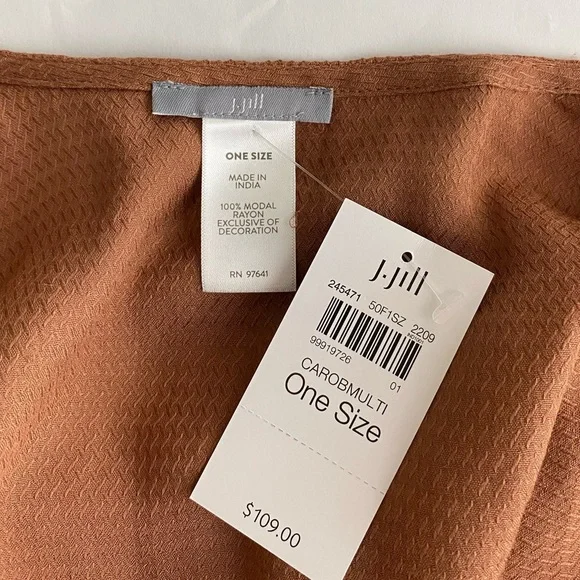 J.Jill
ONE SIZE
MADE IN
INDIA
100% MODAL
RAYON
EXCLUSIVE OF
DECORATION
RN 97641
J.Jill
245471 50F1SZ 2209
99919726 01
CAROBMULTI
One Size
$109.00